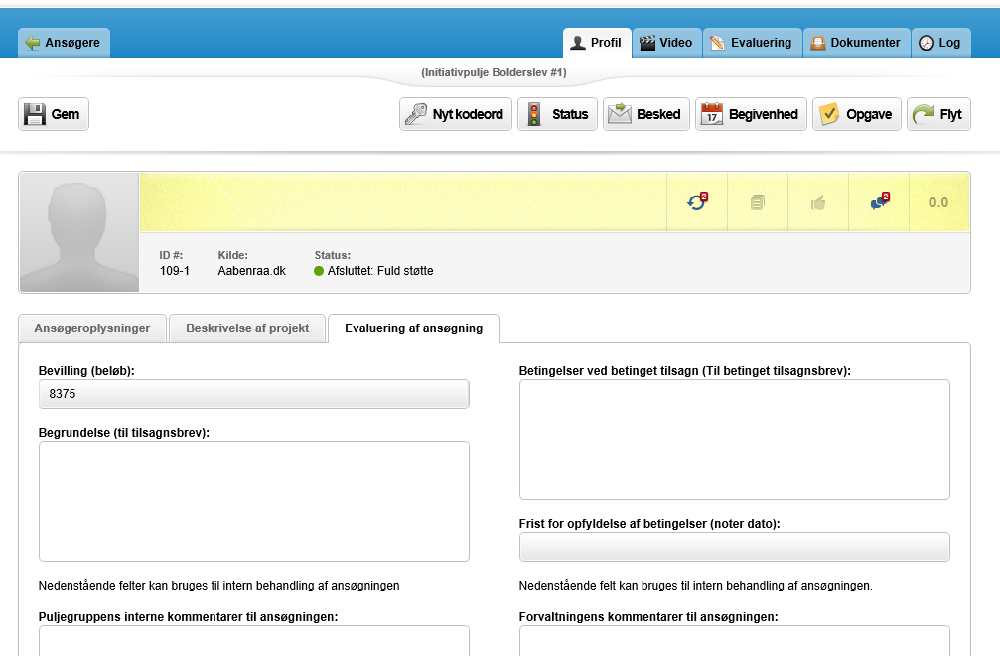 Ansøgere
Profil Video Evaluering Dokumenter Log
(Initiativpulje Bolderslev #1)
Gem Nyt kodeord Status Besked 17 Begivenhed Opgave Flyt
2 2 0.0
ID #: Kilde: Status:
109-1 Aabenraa.dk Afsluttet: Fuld støtte
Ansøgeroplysninger Beskrivelse af projekt Evaluering af ansøgning
Bevilling (beløb):
8375
Begrundelse (til tilsagnsbrev):
Nedenstående felter kan bruges til intern behandling af ansøgningen
Puljegruppens interne kommentarer til ansøgningen:
Betingelser ved betinget tilsagn (Til betinget tilsagnsbrev):
Frist for opfyldelse af betingelser (noter dato):
Nedenstående felt kan bruges til intern behandling af ansøgningen.
Forvaltningens kommentarer til ansøgningen: